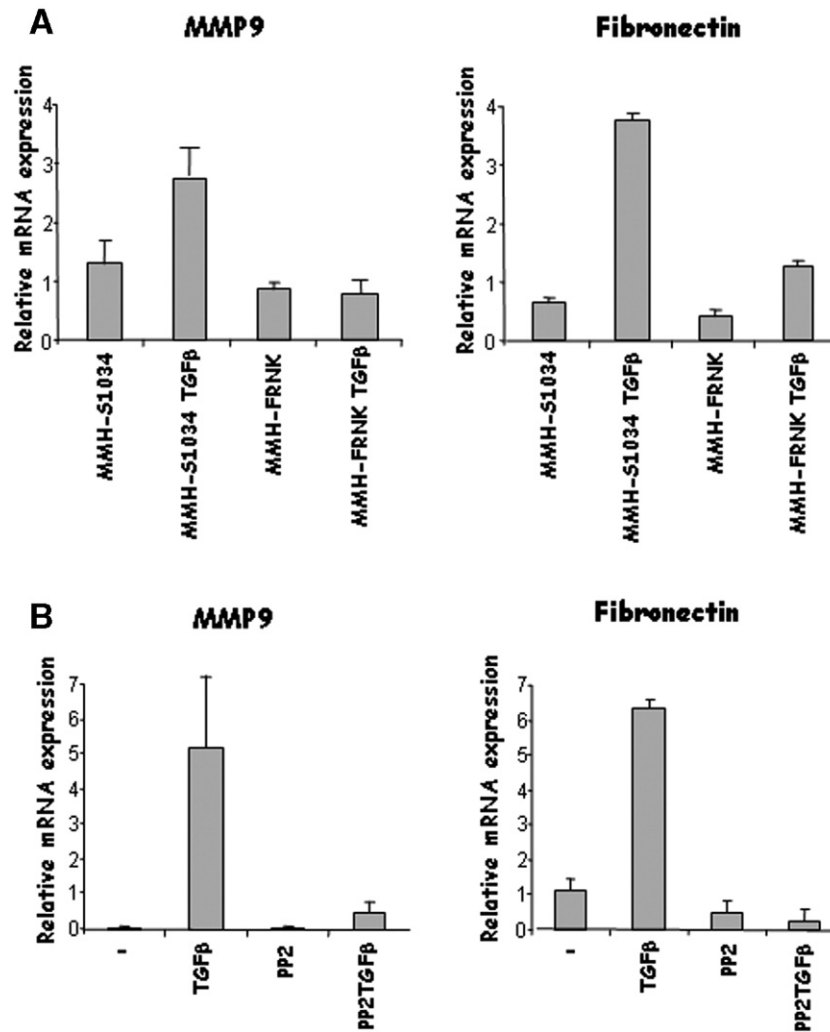 A
MMP9
Relative mRNA expression
4
3
2
1
0
MMH-S1034
MMH-S1034 TGFβ
MMH-FRNK
MMH-FRNK TGFβ
Fibronectin
Relative mRNA expression
4
3
2
1
0
MMH-S1034
MMH-S1034 TGFβ
MMH-FRNK
MMH-FRNK TGFβ
B
MMP9
Relative mRNA expression
7
6
5
4
3
2
1
0
-
TGFβ
PP2
PP2TGFβ
Fibronectin
Relative mRNA expression
7
6
5
4
3
2
1
0
-
TGFβ
PP2
PP2TGFβ